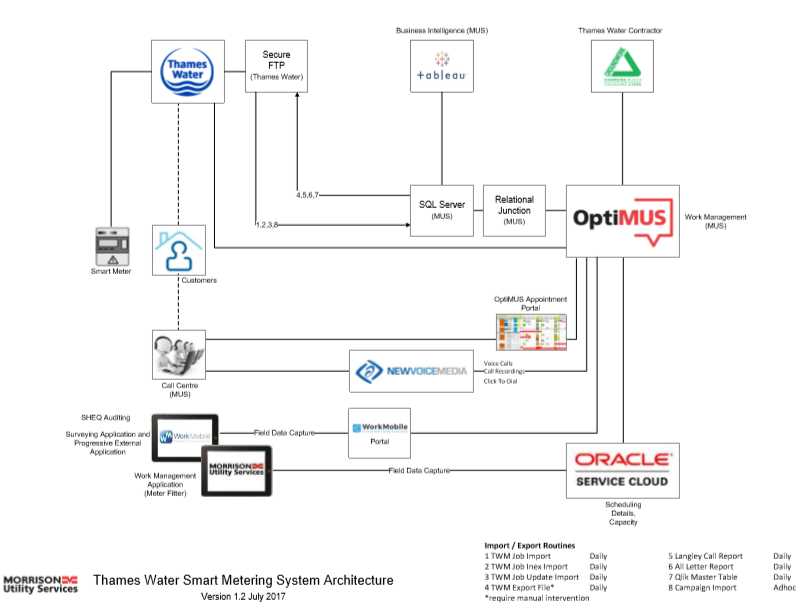 Business Intelligence (MUS)
Thames Water Contractor
Thames
Water
Secure
FTP
(Thames Water)
+ableau
4,5,6,7
1,2,3,8
SQL Server
(MUS)
Relational
Junction
(MUS)
OptiMUS
Work Management
(MUS)
Smart Meter
Customers
OptiMUS Appointment
Portal
Call Centre
(MUS)
NEWVOICEMEDIA
Voice Calls
Call Recordings
Click-To-Dial
SHEQ Auditing
Surveying Application and
Progressive External
Application
WorkMobile
Field Data Capture
WorkMobile
Portal
Work Management
Application
(Meter Fitter)
MORRISON
Utility Services
Field Data Capture
ORACLE
SERVICE CLOUD
Scheduling
Details,
Capacity
Import / Export Routines
1 TWM Job Import Daily 5 Langley Call Report Daily
2 TWM Job Inex Import Daily 6 All Letter Report Daily
3 TWM Job Update Import Daily 7 Qlik Master Table Daily
4 TWM Export File* Daily 8 Campaign Import Adhoc
*require manual intervention
MORRISON
Utility Services
Thames Water Smart Metering System Architecture
Version 1.2 July 2017